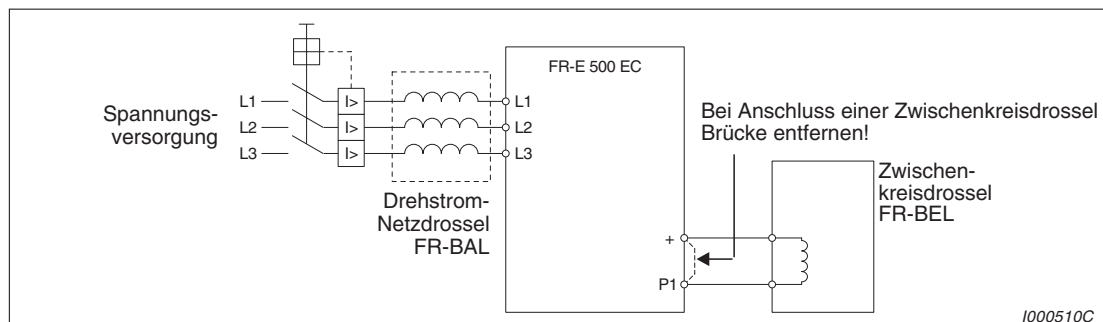 FR-E 500 EC
Spannungs-
versorgung
L1
L2
L3
I>
I>
I>
L1
L2
L3
Drehstrom-
Netzdrossel
FR-BAL
Bei Anschluss einer Zwischenkreisdrossel
Brücke entfernen!
Zwischen-
kreisdrossel
FR-BEL
+
P1
I000510C